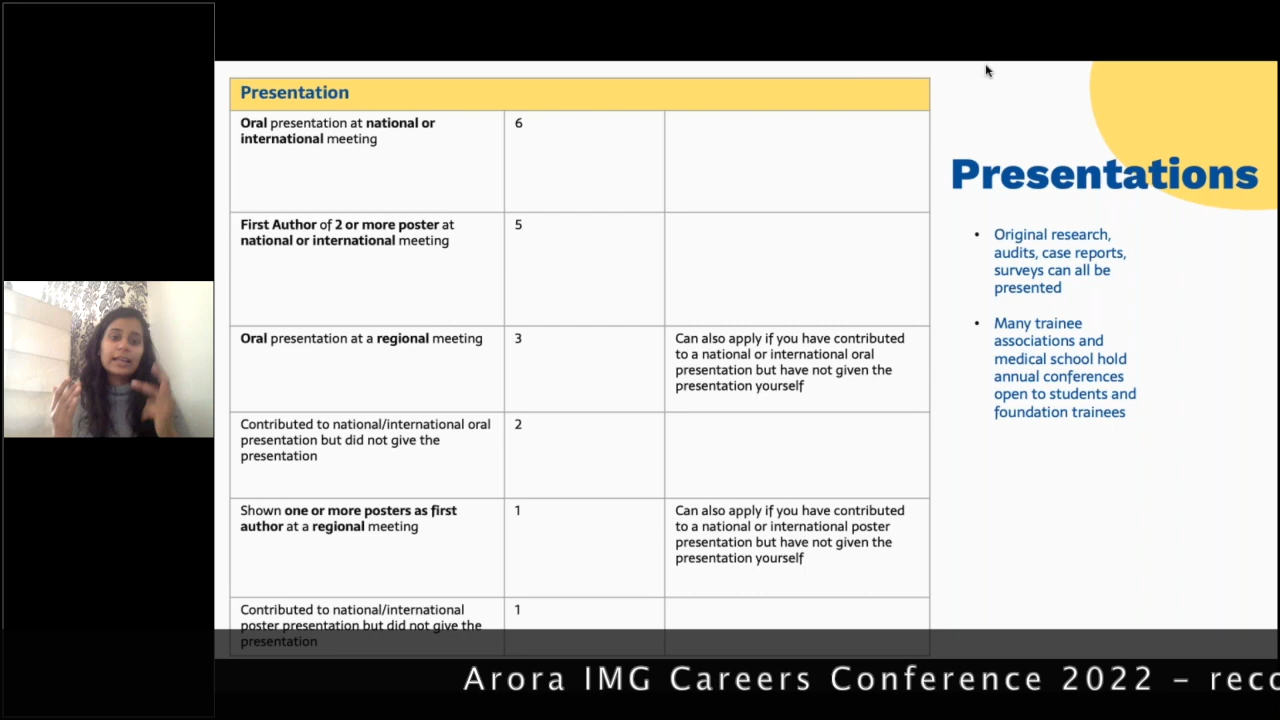 Presentation
Oral presentation at national or
international meeting
6
First Author of 2 or more poster at
national or international meeting
5
Oral presentation at a regional meeting
3
Can also apply if you have contributed
to a national or international oral
presentation but have not given the
presentation yourself
Contributed to national/international oral
presentation but did not give the
presentation
2
Shown one or more posters as first
author at a regional meeting
1
Can also apply if you have contributed
to a national or international poster
presentation but have not given the
presentation yourself
Contributed to national/international
poster presentation but did not give the
presentation
1
Presentations
• Original research,
audits, case reports,
surveys can all be
presented
• Many trainee
associations and
medical school hold
annual conferences
open to students and
foundation trainees
Arora IMG Careers Conference 2022 – reco